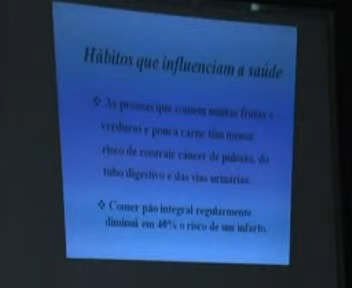 Hábitos que influenciam a saúde
❖ As pessoas que comem muitas frutas e
verduras e pouca carne têm menor
risco de contrair câncer de pulmão, do
tubo digestivo e das vias urinárias.
❖ Comer pão integral regularmente
diminui em 40% o risco de um infarto.